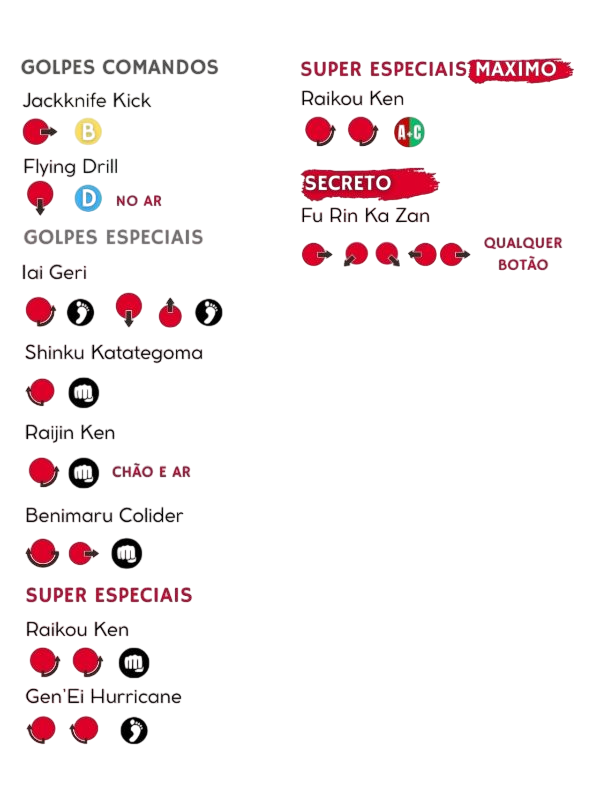 GOLPES COMANDOS
Jackknife Kick
B
Flying Drill
D NO AR
GOLPES ESPECIAIS
Iai Geri
Shinku Katategoma
Raijin Ken
CHÃO E AR
Benimaru Colider
SUPER ESPECIAIS
Raikou Ken
Gen'Ei Hurricane
SUPER ESPECIAIS MAXIMO
Raikou Ken
A+C
SECRETO
Fu Rin Ka Zan
QUALQUER
BOTÃO